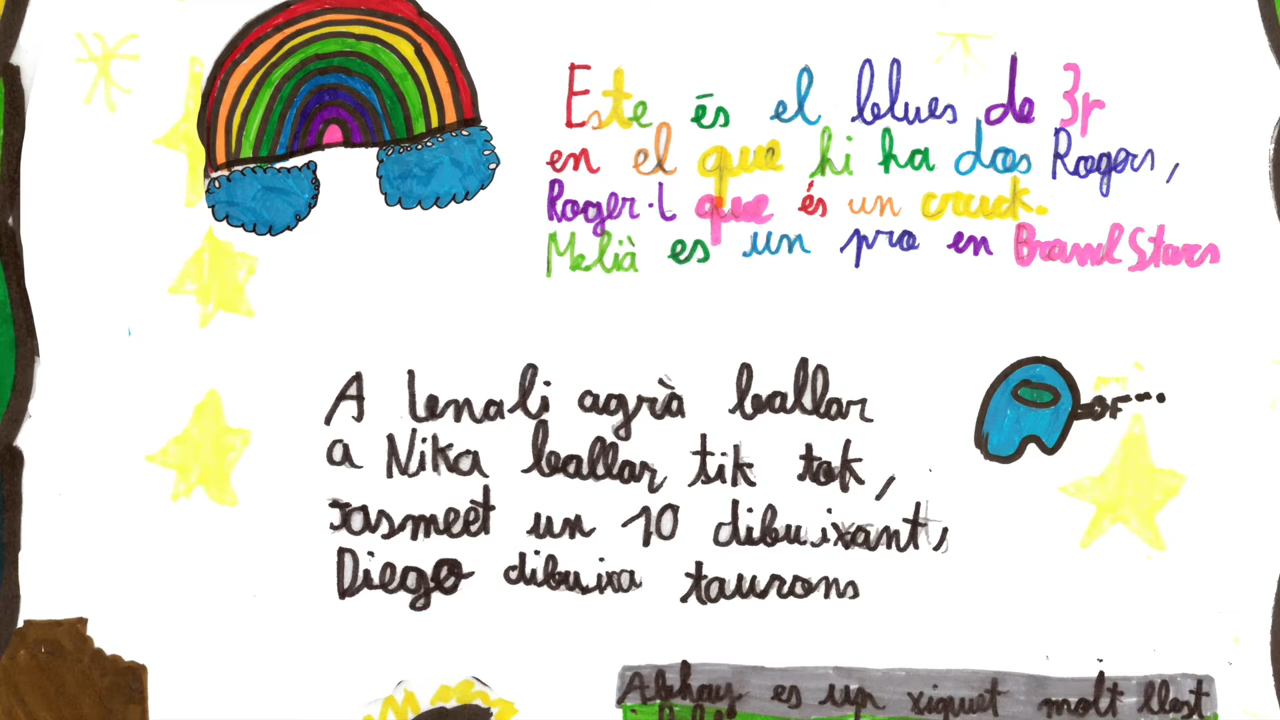 Este és el blues de 3r
en el que hi ha dos Rogers,
Roger·l que és un crack.
Melià es un pro en Brawl Stars
A Lenali agrà ballar
a Nika ballar tik tok,
Jasmeet un 10 dibuixant,
Diego dibuixa taurons
Abhay es un xiquet molt llest